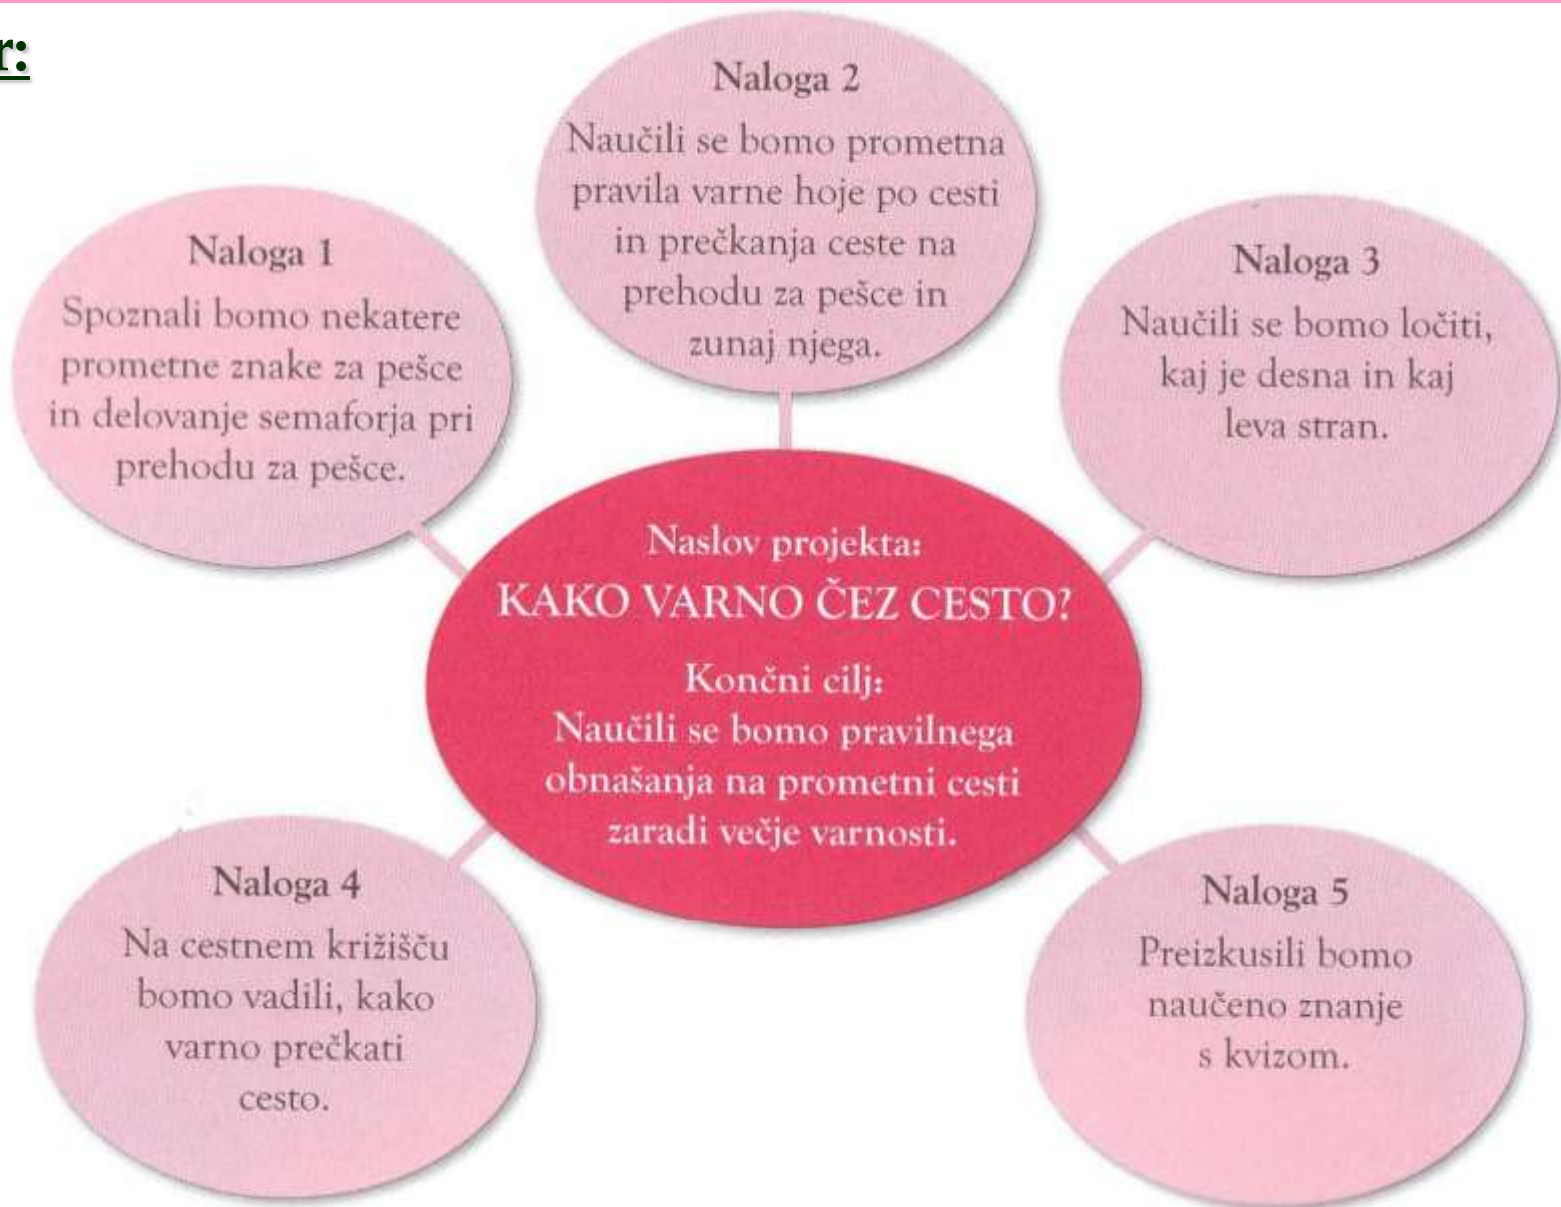 r:
Naloga 1
Spoznali bomo nekatere
prometne znake za pešce
in delovanje semaforja pri
prehodu za pešce.
Naloga 2
Naučili se bomo prometna
pravila varne hoje po cesti
in prečkanja ceste na
prehodu za pešce in
zunaj njega.
Naloga 3
Naučili se bomo ločiti,
kaj je desna in kaj
leva stran.
Naslov projekta:
KAKO VARNO ČEZ CESTO?
Končni cilj:
Naučili se bomo pravilnega
obnašanja na prometni cesti
zaradi večje varnosti.
Naloga 4
Na cestnem križišču
bomo vadili, kako
varno prečkati
cesto.
Naloga 5
Preizkusili bomo
naučeno znanje
s kvizom.